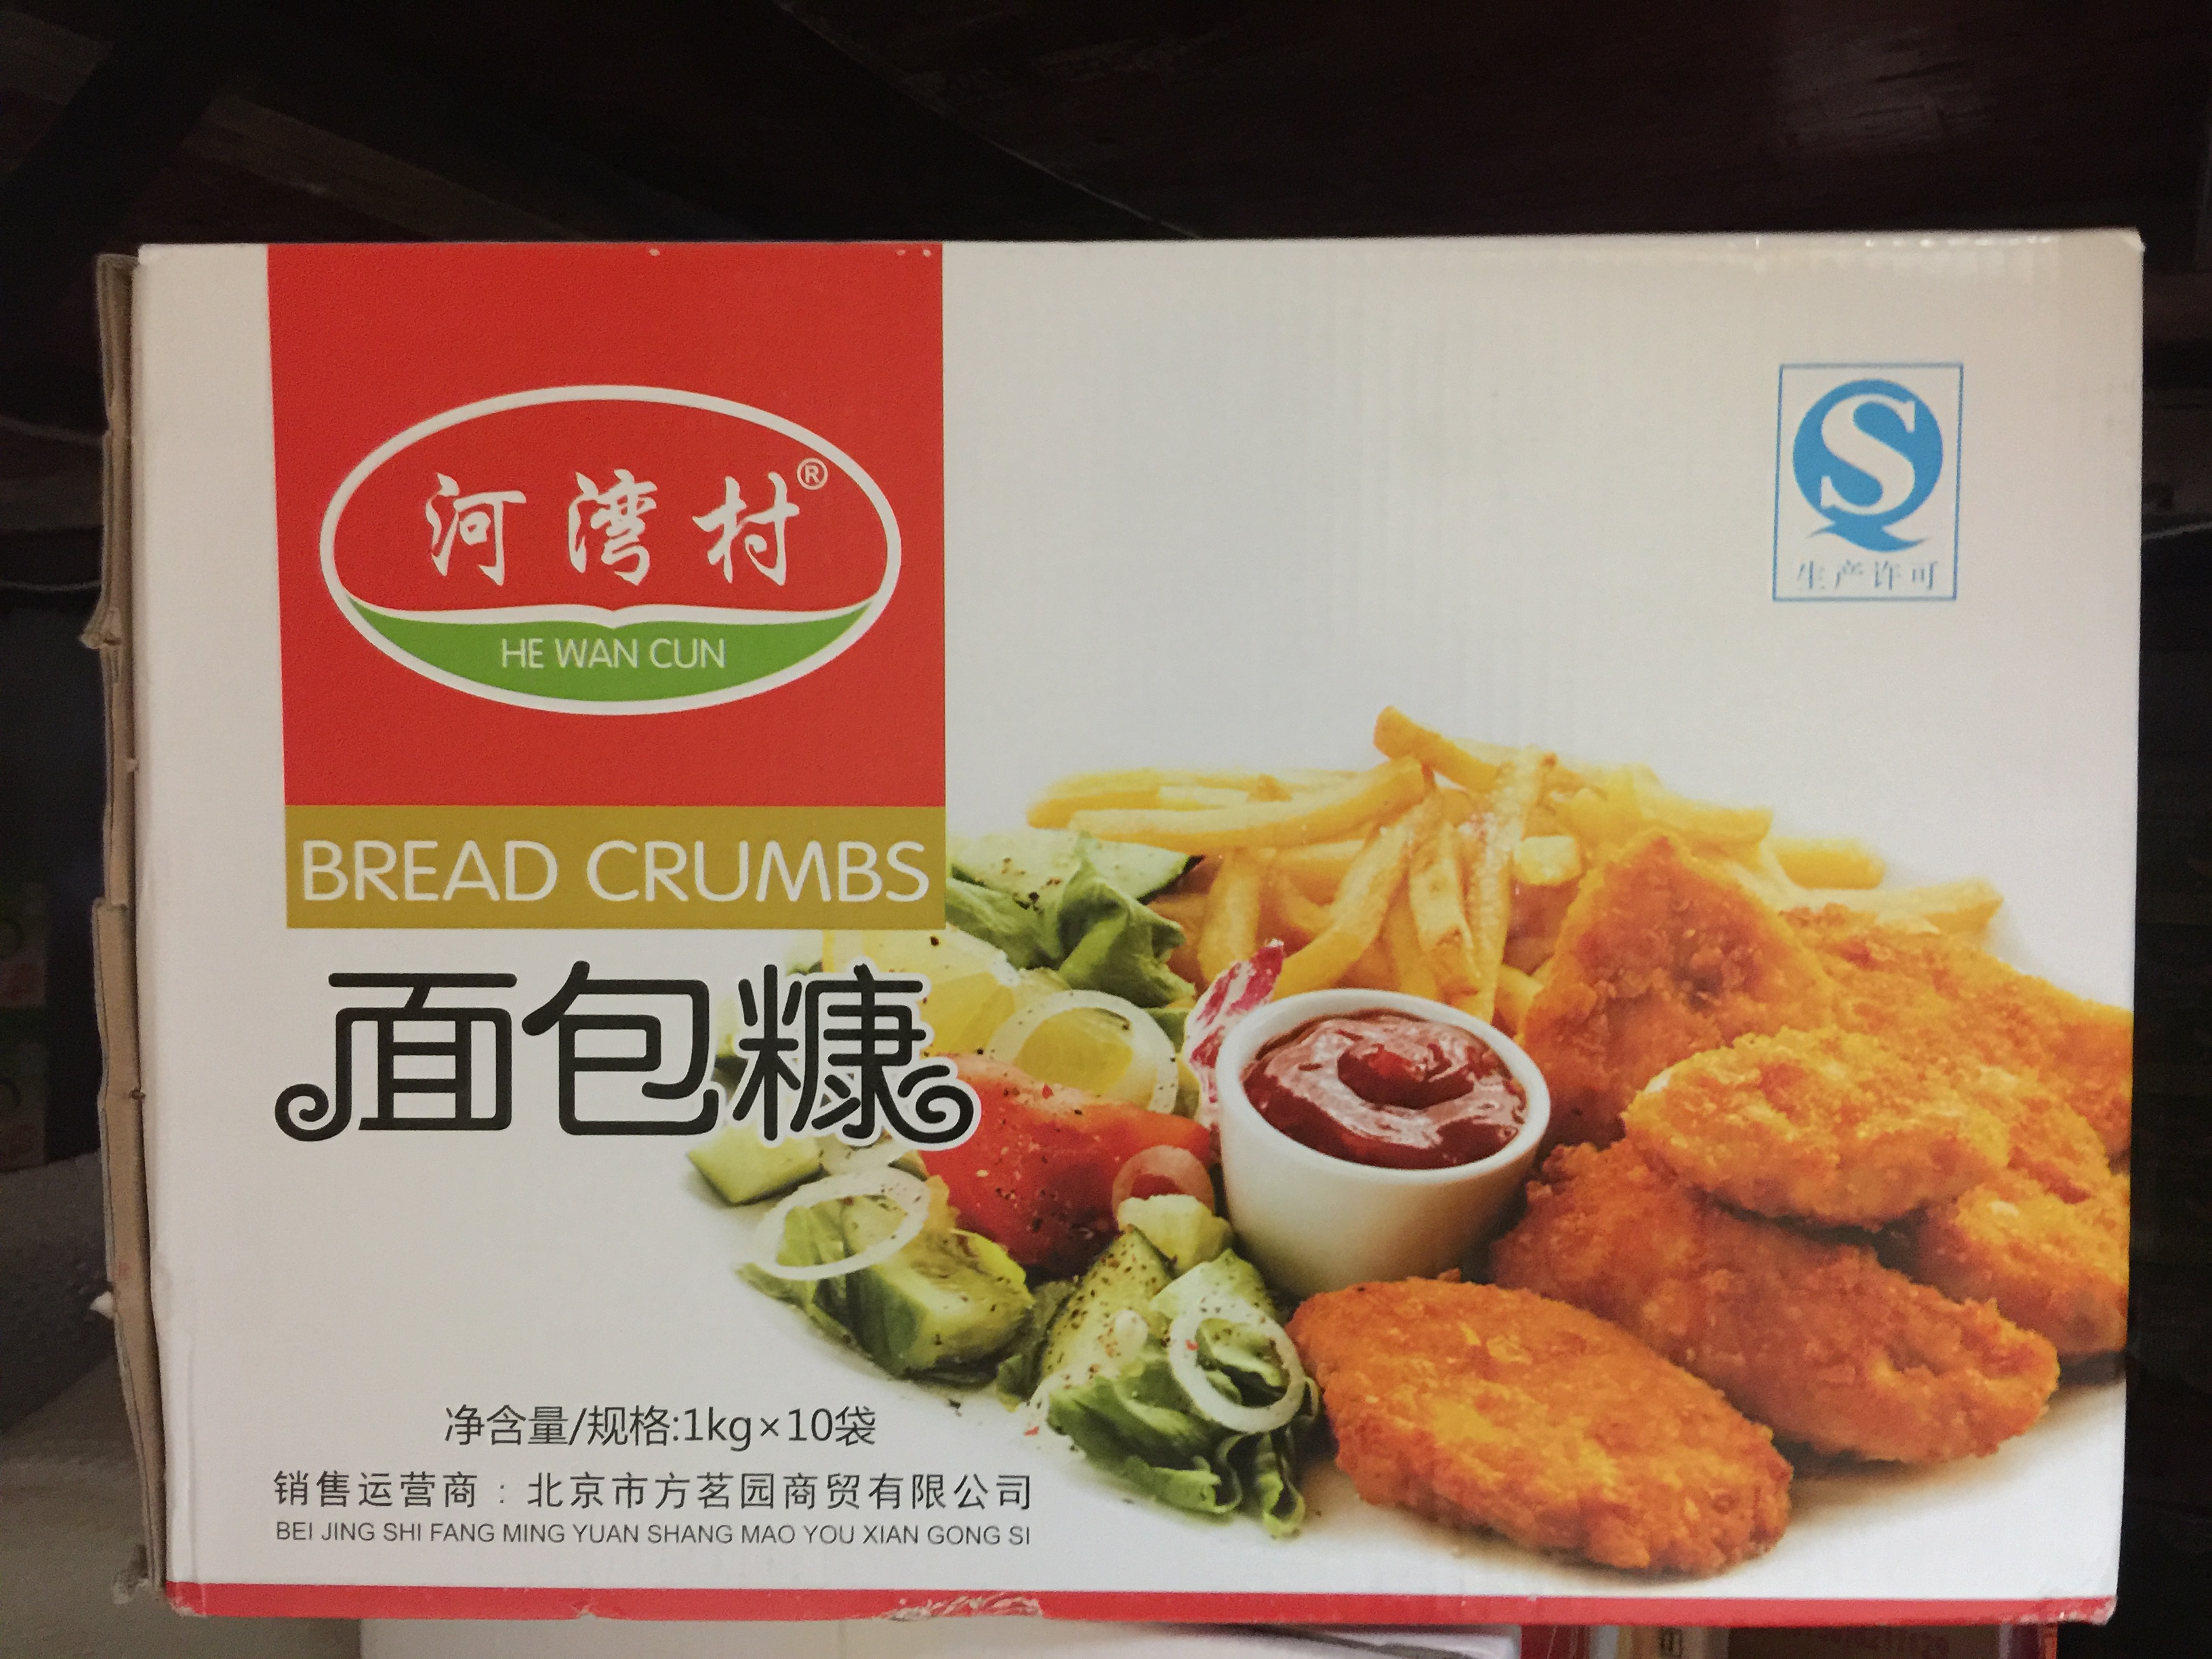 河湾村®
HE WAN CUN
BREAD CRUMBS
面包糠
QS
生产许可
净含量/规格:1kg×10袋
销售运营商：北京市方茗园商贸有限公司
BEI JING SHI FANG MING YUAN SHANG MAO YOU XIAN GONG SI